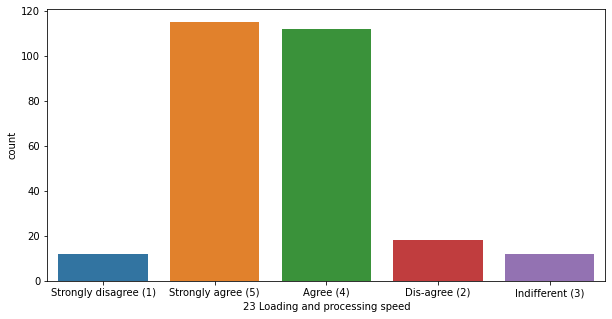 120
100
80
60
40
20
0
count
Strongly disagree (1) Strongly agree (5) Agree (4) Dis-agree (2) Indifferent (3)
23 Loading and processing speed